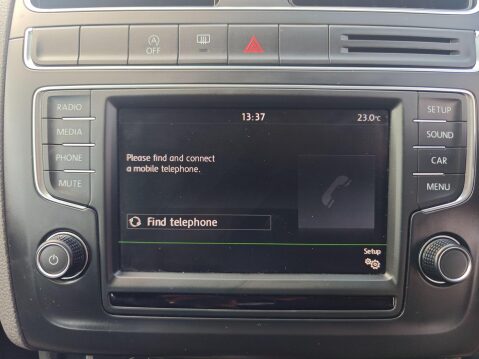 A
OFF
RADIO
MEDIA
PHONE
MUTE
13:37
23.0°C
Please find and connect
a mobile telephone.
Find telephone
Setup
SETUP
SOUND
CAR
MENU